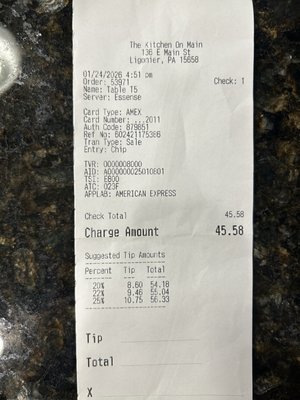 The Kitchen On Main
136 E Main St
Ligonier, PA 15658
01/24/2026 4:51 pm
Order: 53971 Check: 1
Name: Table 15
Server: Essense
Card Type: AMEX
Card Number: ...2011
Auth Code: 879651
Ref No: 602421175386
Tran Type: Sale
Entry: Chip
TVR: 0000008000
AID: A000000025010801
TSI: E800
ATC: 023F
APPLAB: AMERICAN EXPRESS
Check Total 45.58
Charge Amount 45.58
Suggested Tip Amounts
Percent Tip Total
20% 8.60 54.18
22% 9.46 55.04
25% 10.75 56.33
Tip
Total
X